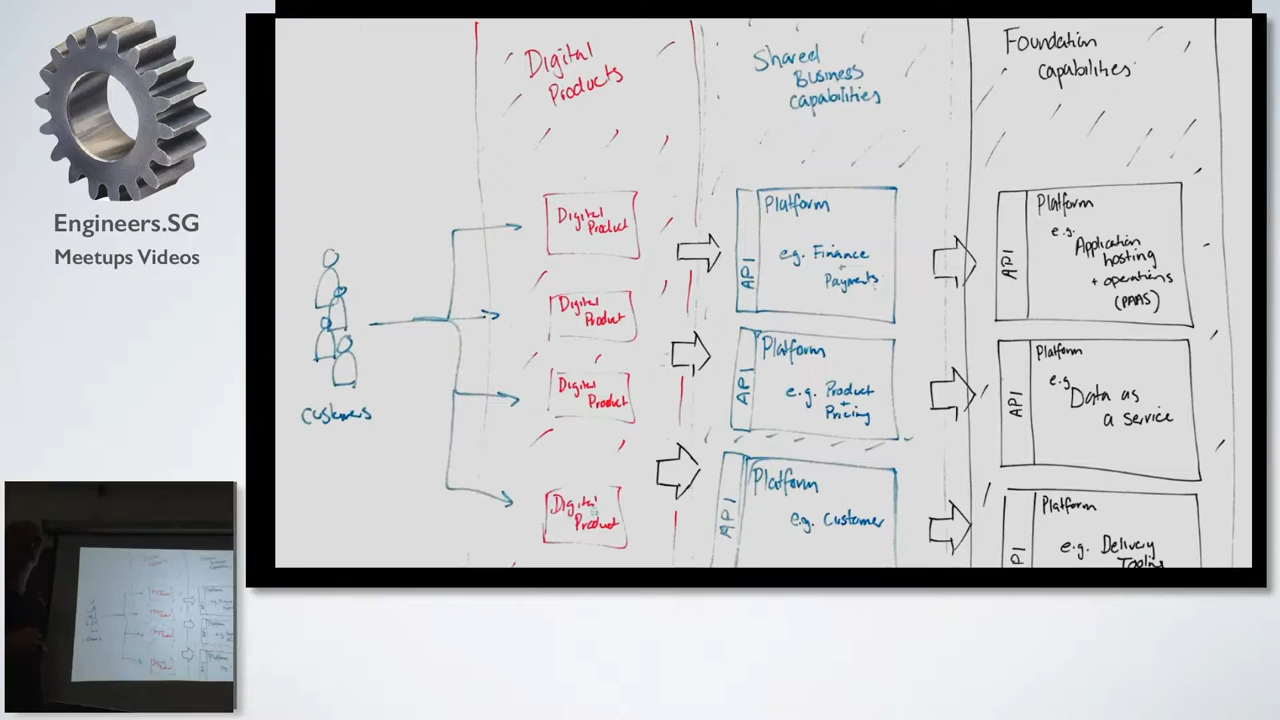 Engineers.SG
Meetups Videos
Digital
Products
Shared
Business
capabilities
Foundation
capabilities
customers
Digital
Product
Digital
Product
Digital
Product
Digital
Product
API
Platform
e.g. Finance
+
Payments
API
Platform
e.g. Product
+
Pricing
API
Platform
e.g. Customer
API
Platform
e.g.
Application
hosting
+ operations
(PAAS)
API
Platform
e.g
Data as
a service
Platform
e.g. Delivery